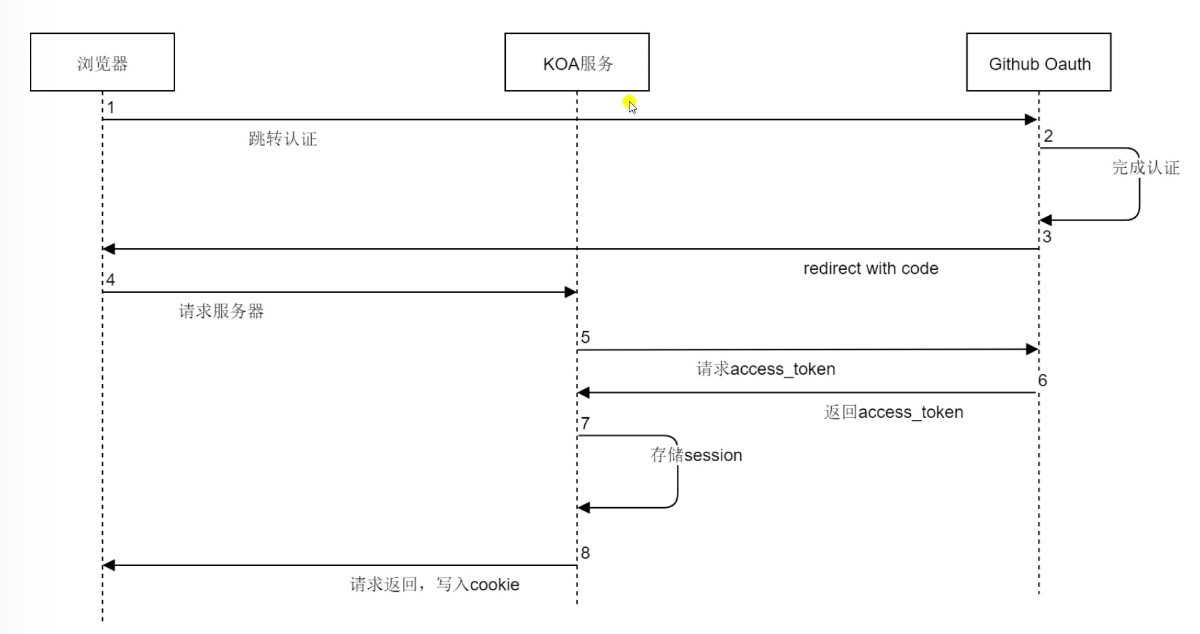 浏览器
KOA服务
Github Oauth
1
跳转认证
2
完成认证
3
redirect with code
4
请求服务器
5
请求access_token
6
返回access_token
7
存储session
8
请求返回，写入cookie